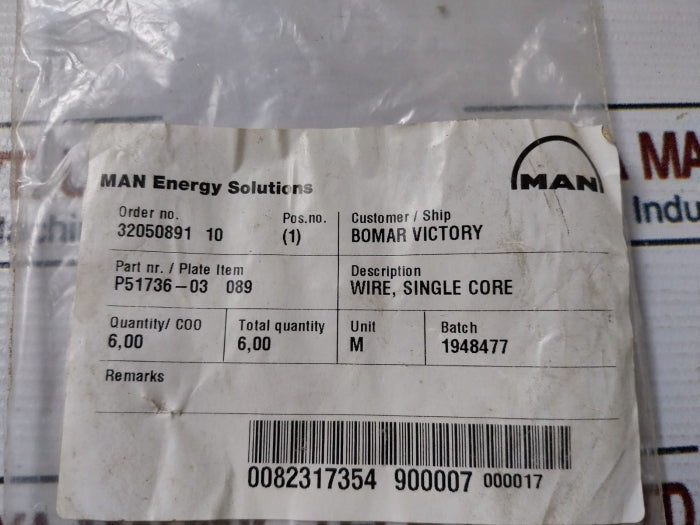 MAN Energy Solutions
MAN
Order no.
32050891 10
Pos.no.
(1)
Customer / Ship
BOMAR VICTORY
Part nr. / Plate Item
P51736-03 089
Description
WIRE, SINGLE CORE
Quantity/ COO
6,00
Total quantity
6,00
Unit
M
Batch
1948477
Remarks
0082317354 900007 000017
MA
Indu